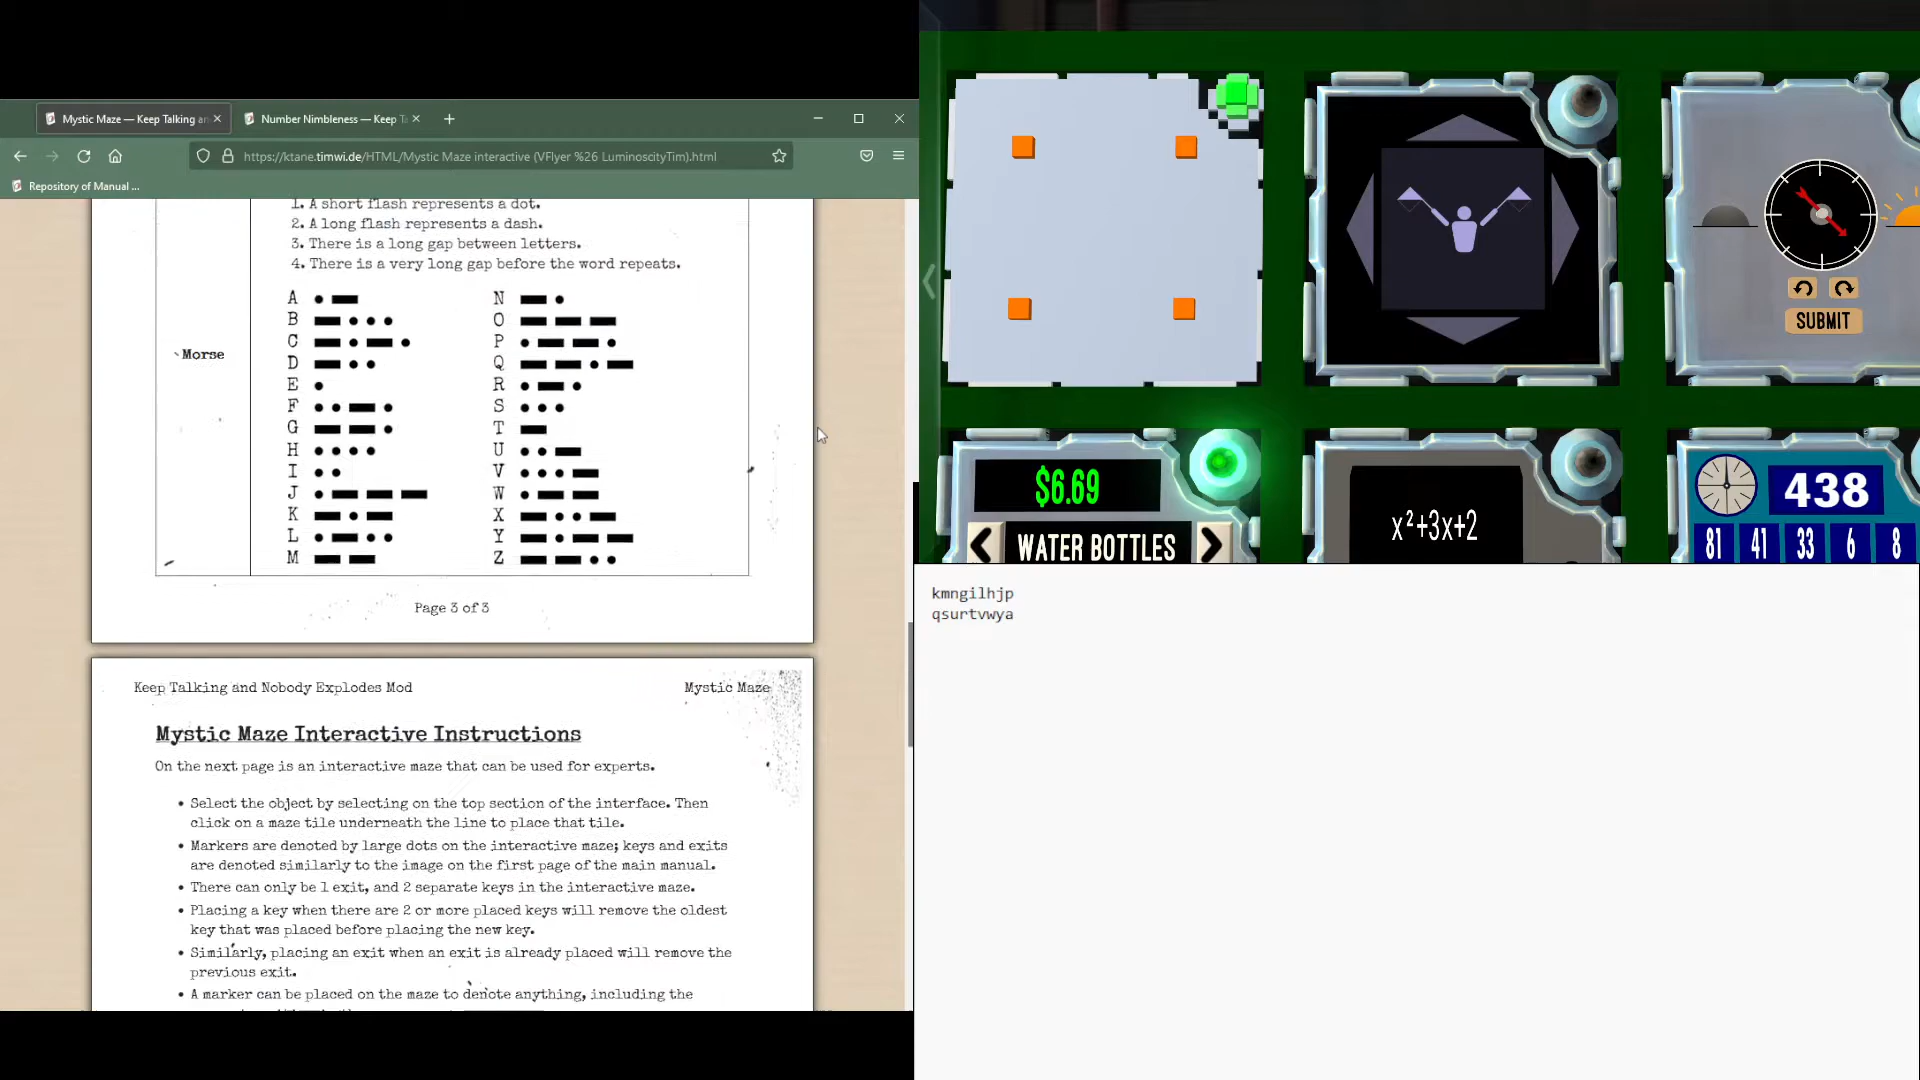 Mystic Maze — Keep Talking an
Number Nimbleness — Keep Ta
https://ktane.timwi.de/HTML/Mystic Maze interactive (VFlyer %26 LuminoscityTim).html
Repository of Manual ...
1. A short flash represents a dot.
2. A long flash represents a dash.
3. There is a long gap between letters.
4. There is a very long gap before the word repeats.
Morse
A N
B O
C P
D Q
E R
F S
G T
H U
I V
J W
K X
L Y
M Z
Page 3 of 3
Keep Talking and Nobody Explodes Mod Mystic Maze
Mystic Maze Interactive Instructions
On the next page is an interactive maze that can be used for experts.
• Select the object by selecting on the top section of the interface. Then
click on a maze tile underneath the line to place that tile.
• Markers are denoted by large dots on the interactive maze; keys and exits
are denoted similarly to the image on the first page of the main manual.
• There can only be 1 exit, and 2 separate keys in the interactive maze.
• Placing a key when there are 2 or more placed keys will remove the oldest
key that was placed before placing the new key.
• Similarly, placing an exit when an exit is already placed will remove the
previous exit.
• A marker can be placed on the maze to denote anything, including the
SUBMIT
$6.69
WATER BOTTLES
x²+3x+2
438
81 41 33 6 8
kmngilhjp
qsurtvwya